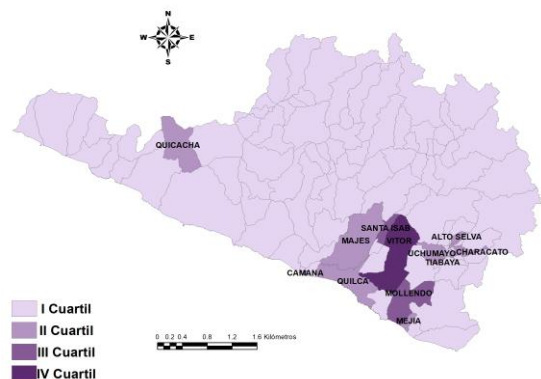 N
W E
S
QUICACHA
SANTA ISAB
MAJES VITOR
ALTO SELVA
UCHUMAYO CHARACATO
TIABAYA
CAMANA
QUILCA
MOLLENDO
MEJIA
I Cuartil
II Cuartil
III Cuartil
IV Cuartil
0 0.2 0.4 0.8 1.2 1.6 Kilómetros